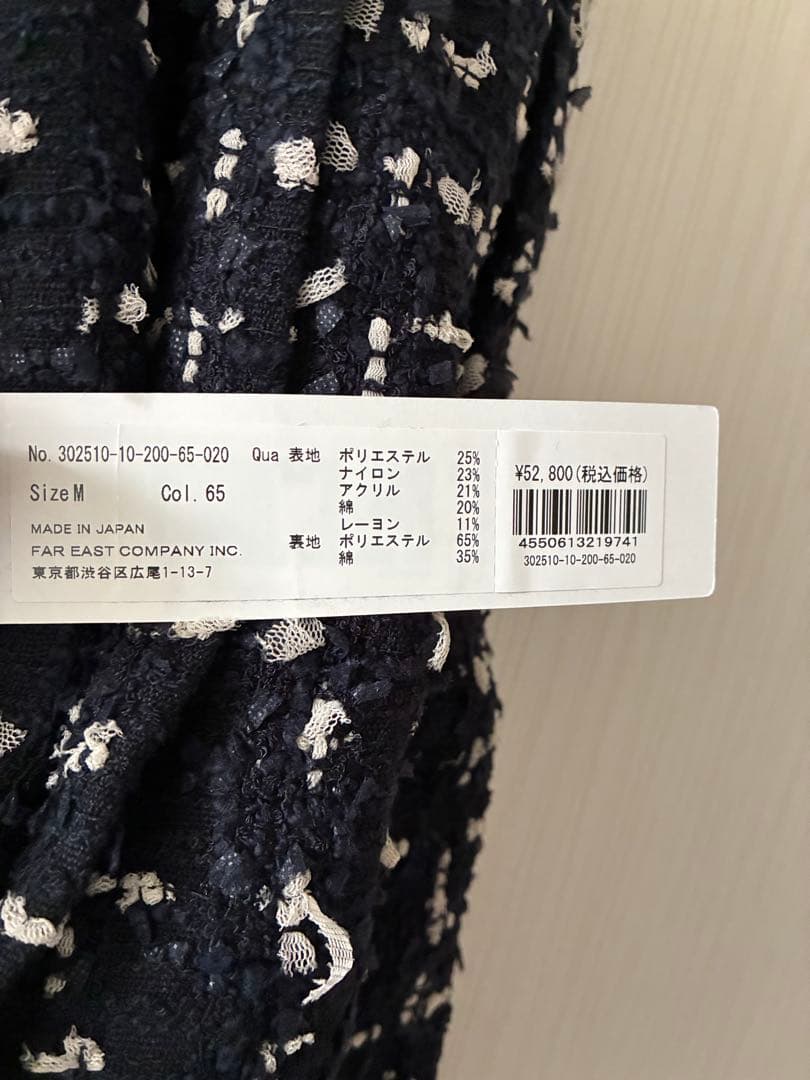 No. 302510-10-200-65-020
Size M Col. 65
MADE IN JAPAN
FAR EAST COMPANY INC.
東京都渋谷区広尾1-13-7
Qua 表地 ポリエステル 25%
ナイロン 23%
アクリル 21%
綿 20%
レーヨン 11%
裏地 ポリエステル 65%
綿 35%
¥52,800(税込価格)
4550613219741
302510-10-200-65-020